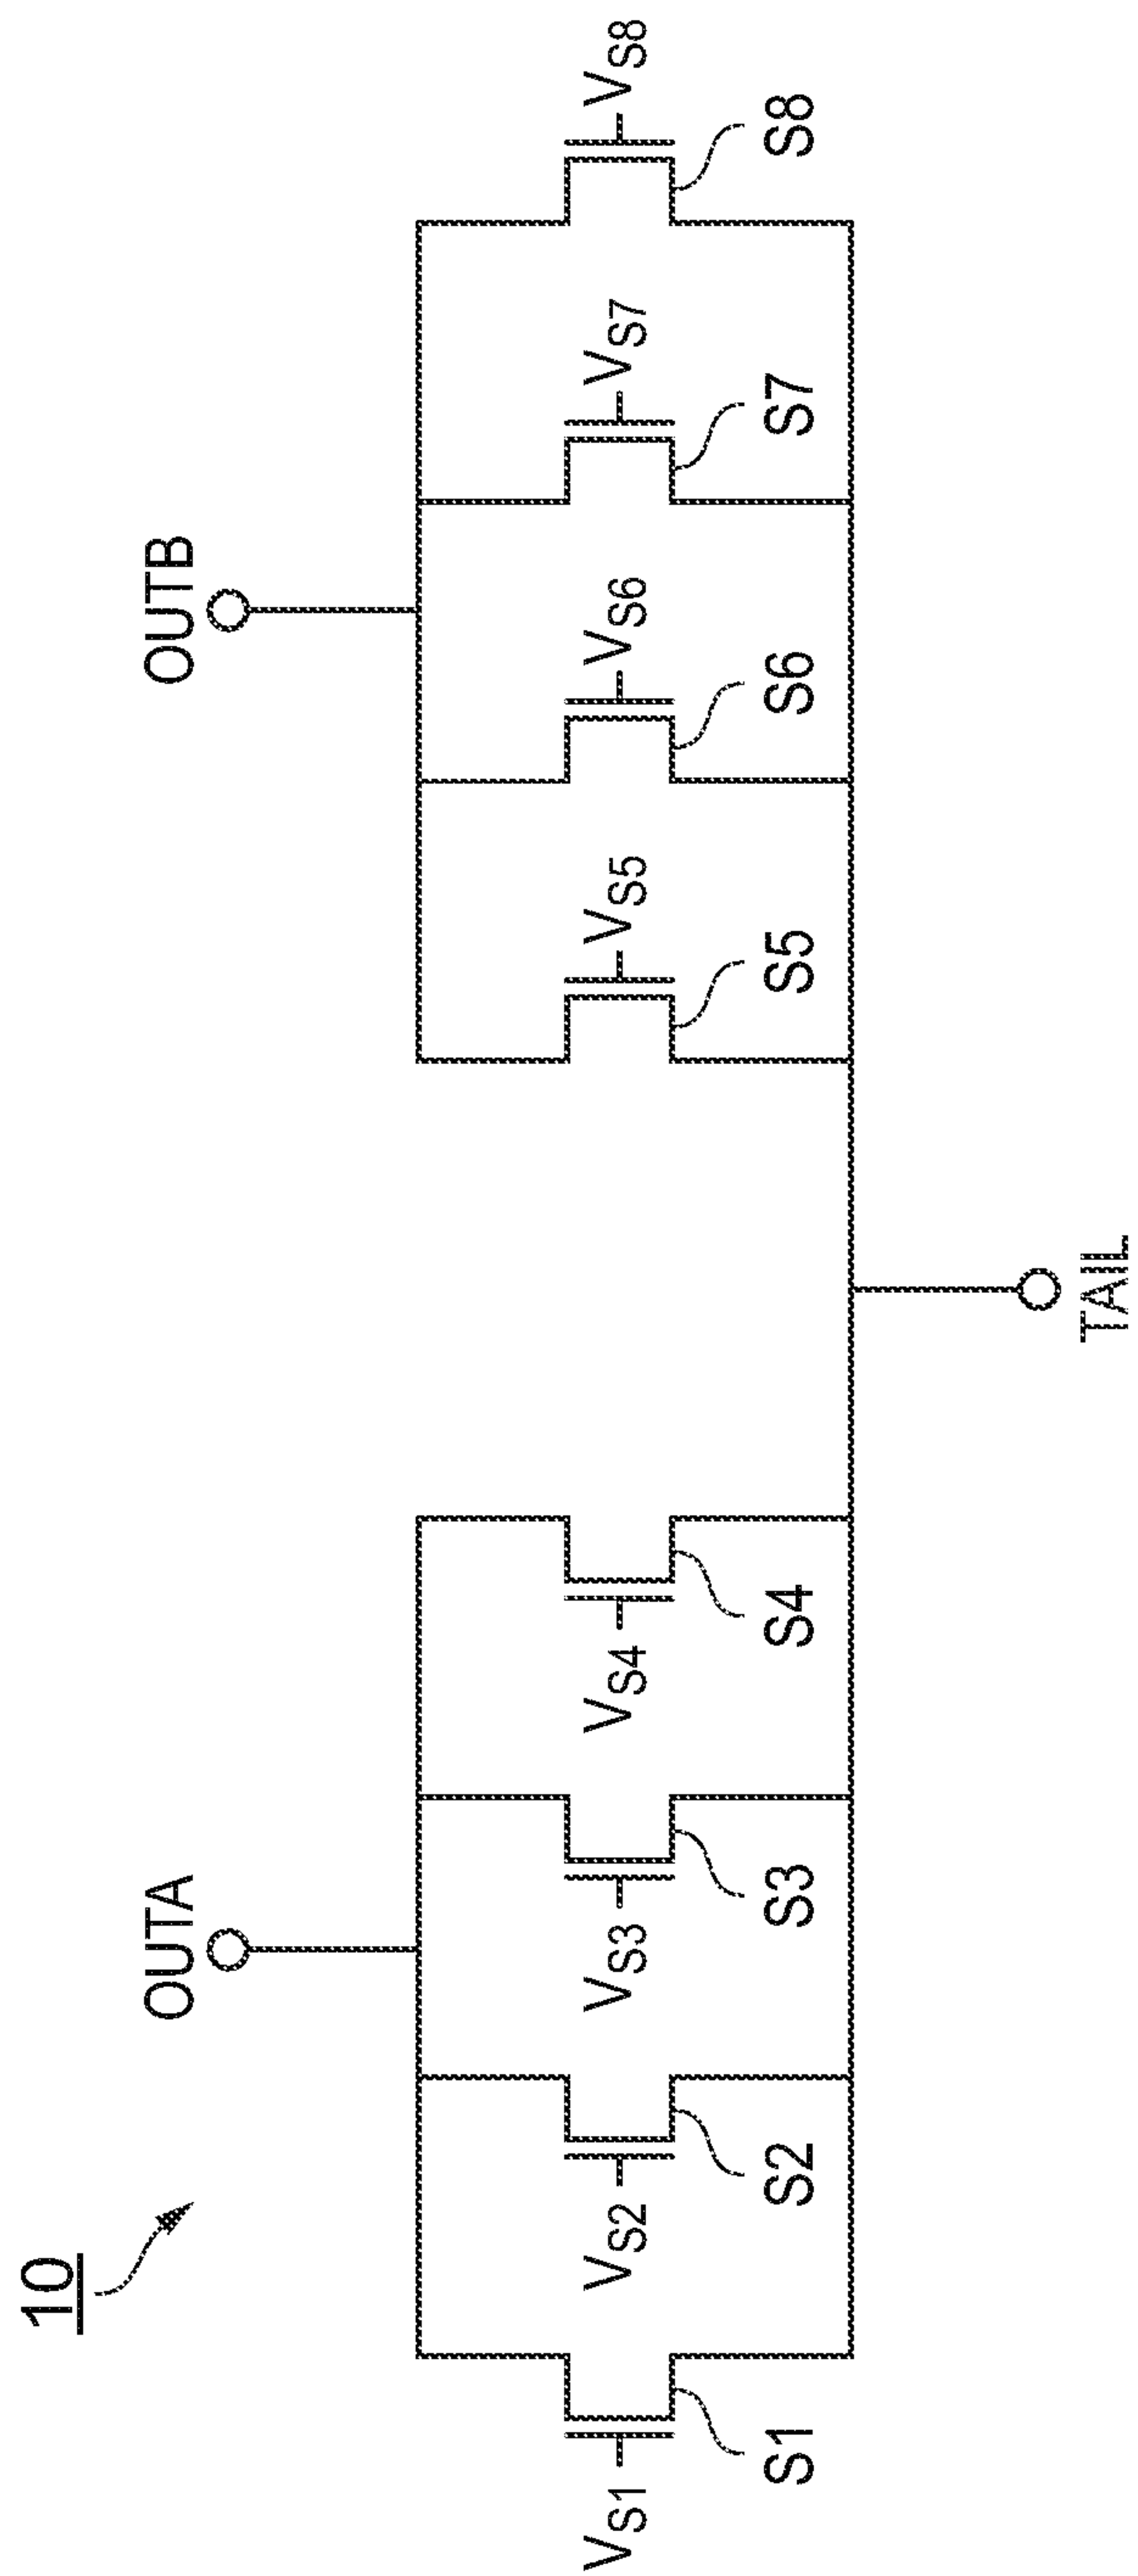 10
OUTA
OUTB
VS1
VS2
VS3
VS4
VS5
VS6
VS7
VS8
S1
S2
S3
S4
S5
S6
S7
S8
TAIL